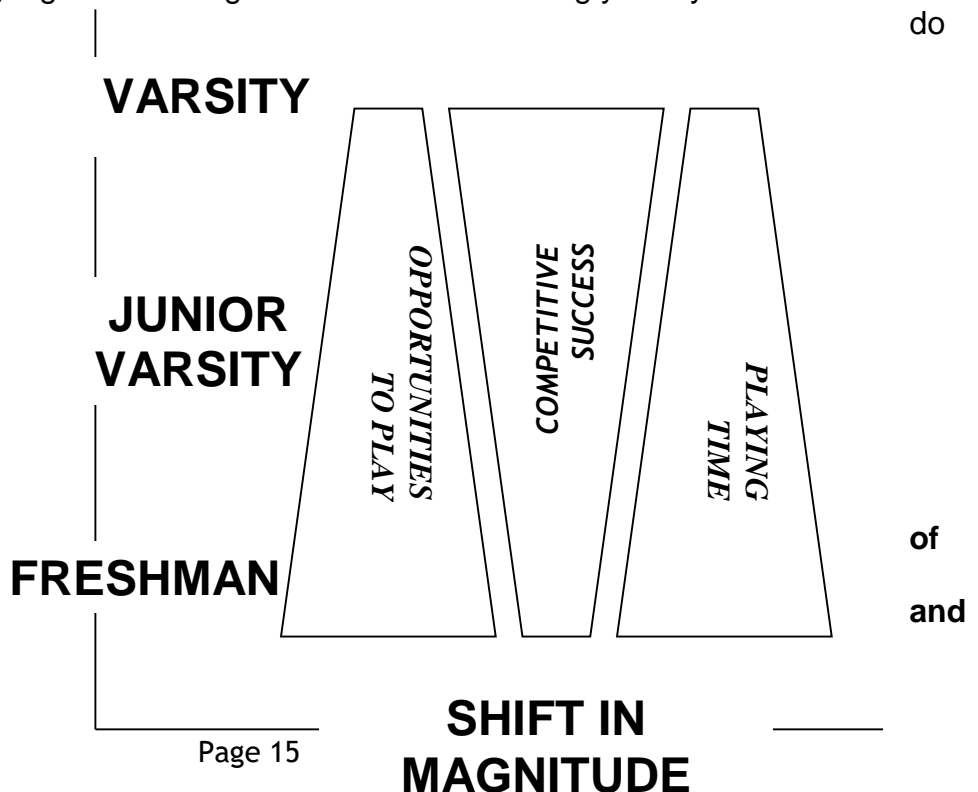 do
VARSITY
JUNIOR
VARSITY
FRESHMAN
OPPORTUNITIES
TO PLAY
COMPETITIVE
SUCCESS
PLAYING
TIME
of
and
SHIFT IN
MAGNITUDE
Page 15